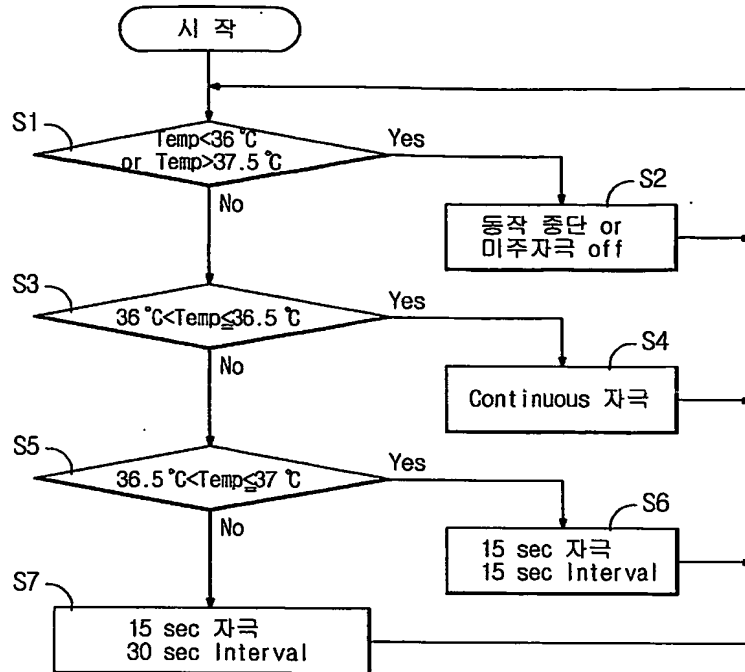 시 작
S1
Temp<36℃
or Temp>37.5℃
Yes
No
S2
동작 중단 or
미주자극 off
S3
36℃<Temp≦36.5℃
Yes
No
S4
Continuous 자극
S5
36.5℃<Temp≦37℃
Yes
No
S6
15 sec 자극
15 sec Interval
S7
15 sec 자극
30 sec Interval